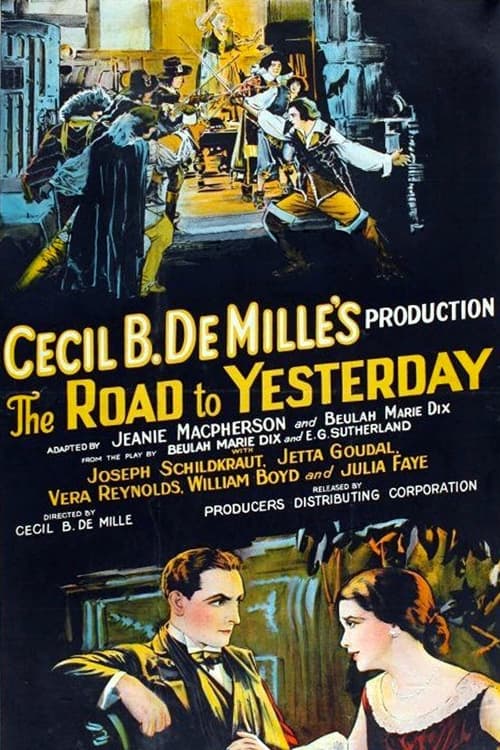 CECIL B. DEMILLE'S PRODUCTION
The ROAD to YESTERDAY
ADAPTED BY JEANIE MACPHERSON and BEULAH MARIE DIX
FROM THE PLAY BY BEULAH MARIE DIX and E.G. SUTHERLAND
WITH
JOSEPH SCHILDKRAUT, JETTA GOUDAL,
VERA REYNOLDS, WILLIAM BOYD and JULIA FAYE
DIRECTED BY
CECIL B. DE MILLE
RELEASED BY
PRODUCERS DISTRIBUTING CORPORATION